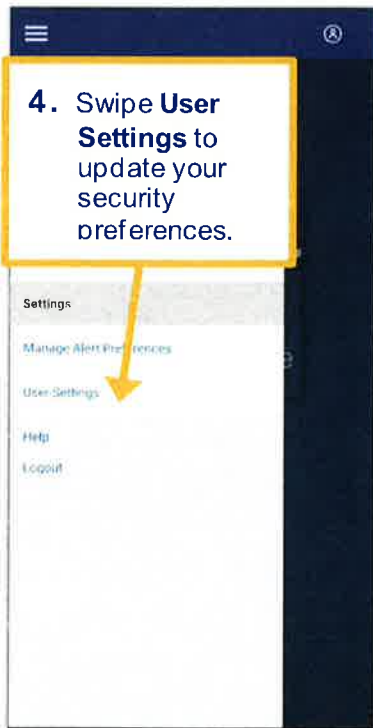 4. Swipe User
Settings to
update your
security
preferences.
Settings
Manage Alert Preferences
User Settings
Help
Logout